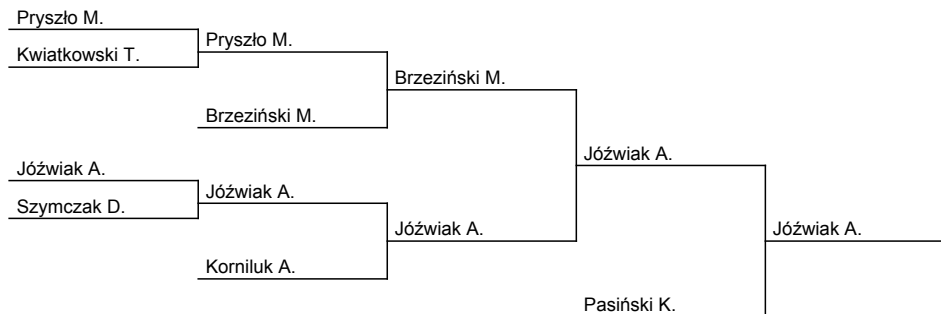 Pryszło M.
Kwiatkowski T.
Pryszło M.
Brzeziński M.
Brzeziński M.
Jóźwiak A.
Szymczak D.
Jóźwiak A.
Korniluk A.
Jóźwiak A.
Jóźwiak A.
Pasiński K.
Jóźwiak A.